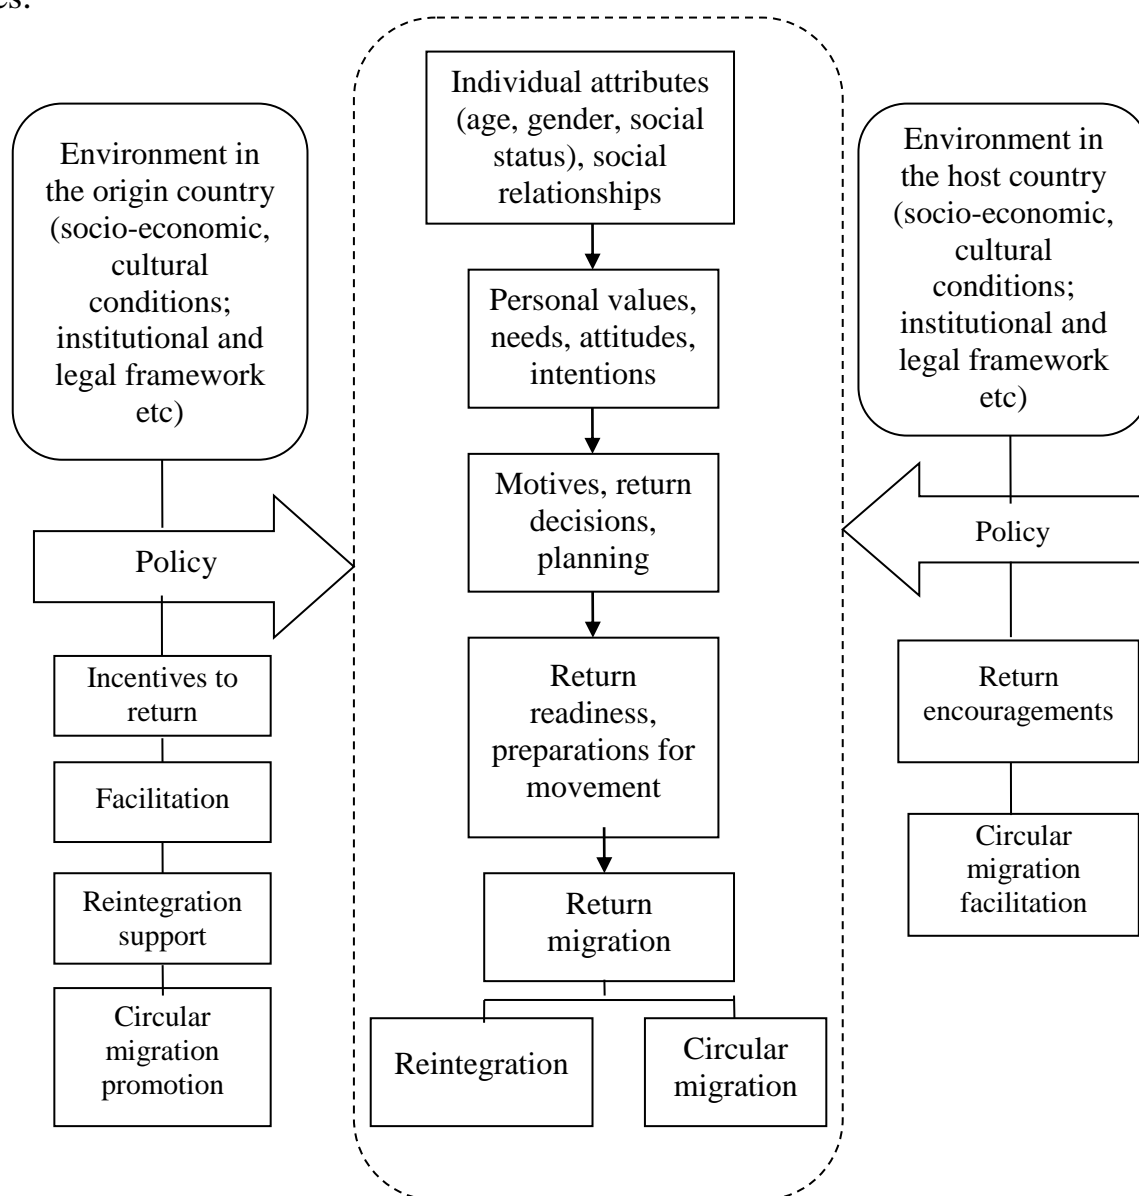 Individual attributes
(age, gender, social
status), social
relationships
Environment in
the origin country
(socio-economic,
cultural
conditions;
institutional and
legal framework
etc)
Environment in
the host country
(socio-economic,
cultural
conditions;
institutional and
legal framework
etc)
Personal values,
needs, attitudes,
intentions
Motives, return
decisions,
planning
Policy
Policy
Return
readiness,
preparations for
movement
Incentives to
return
Facilitation
Reintegration
support
Circular
migration
promotion
Return
encouragements
Circular
migration
facilitation
Return
migration
Reintegration
Circular
migration